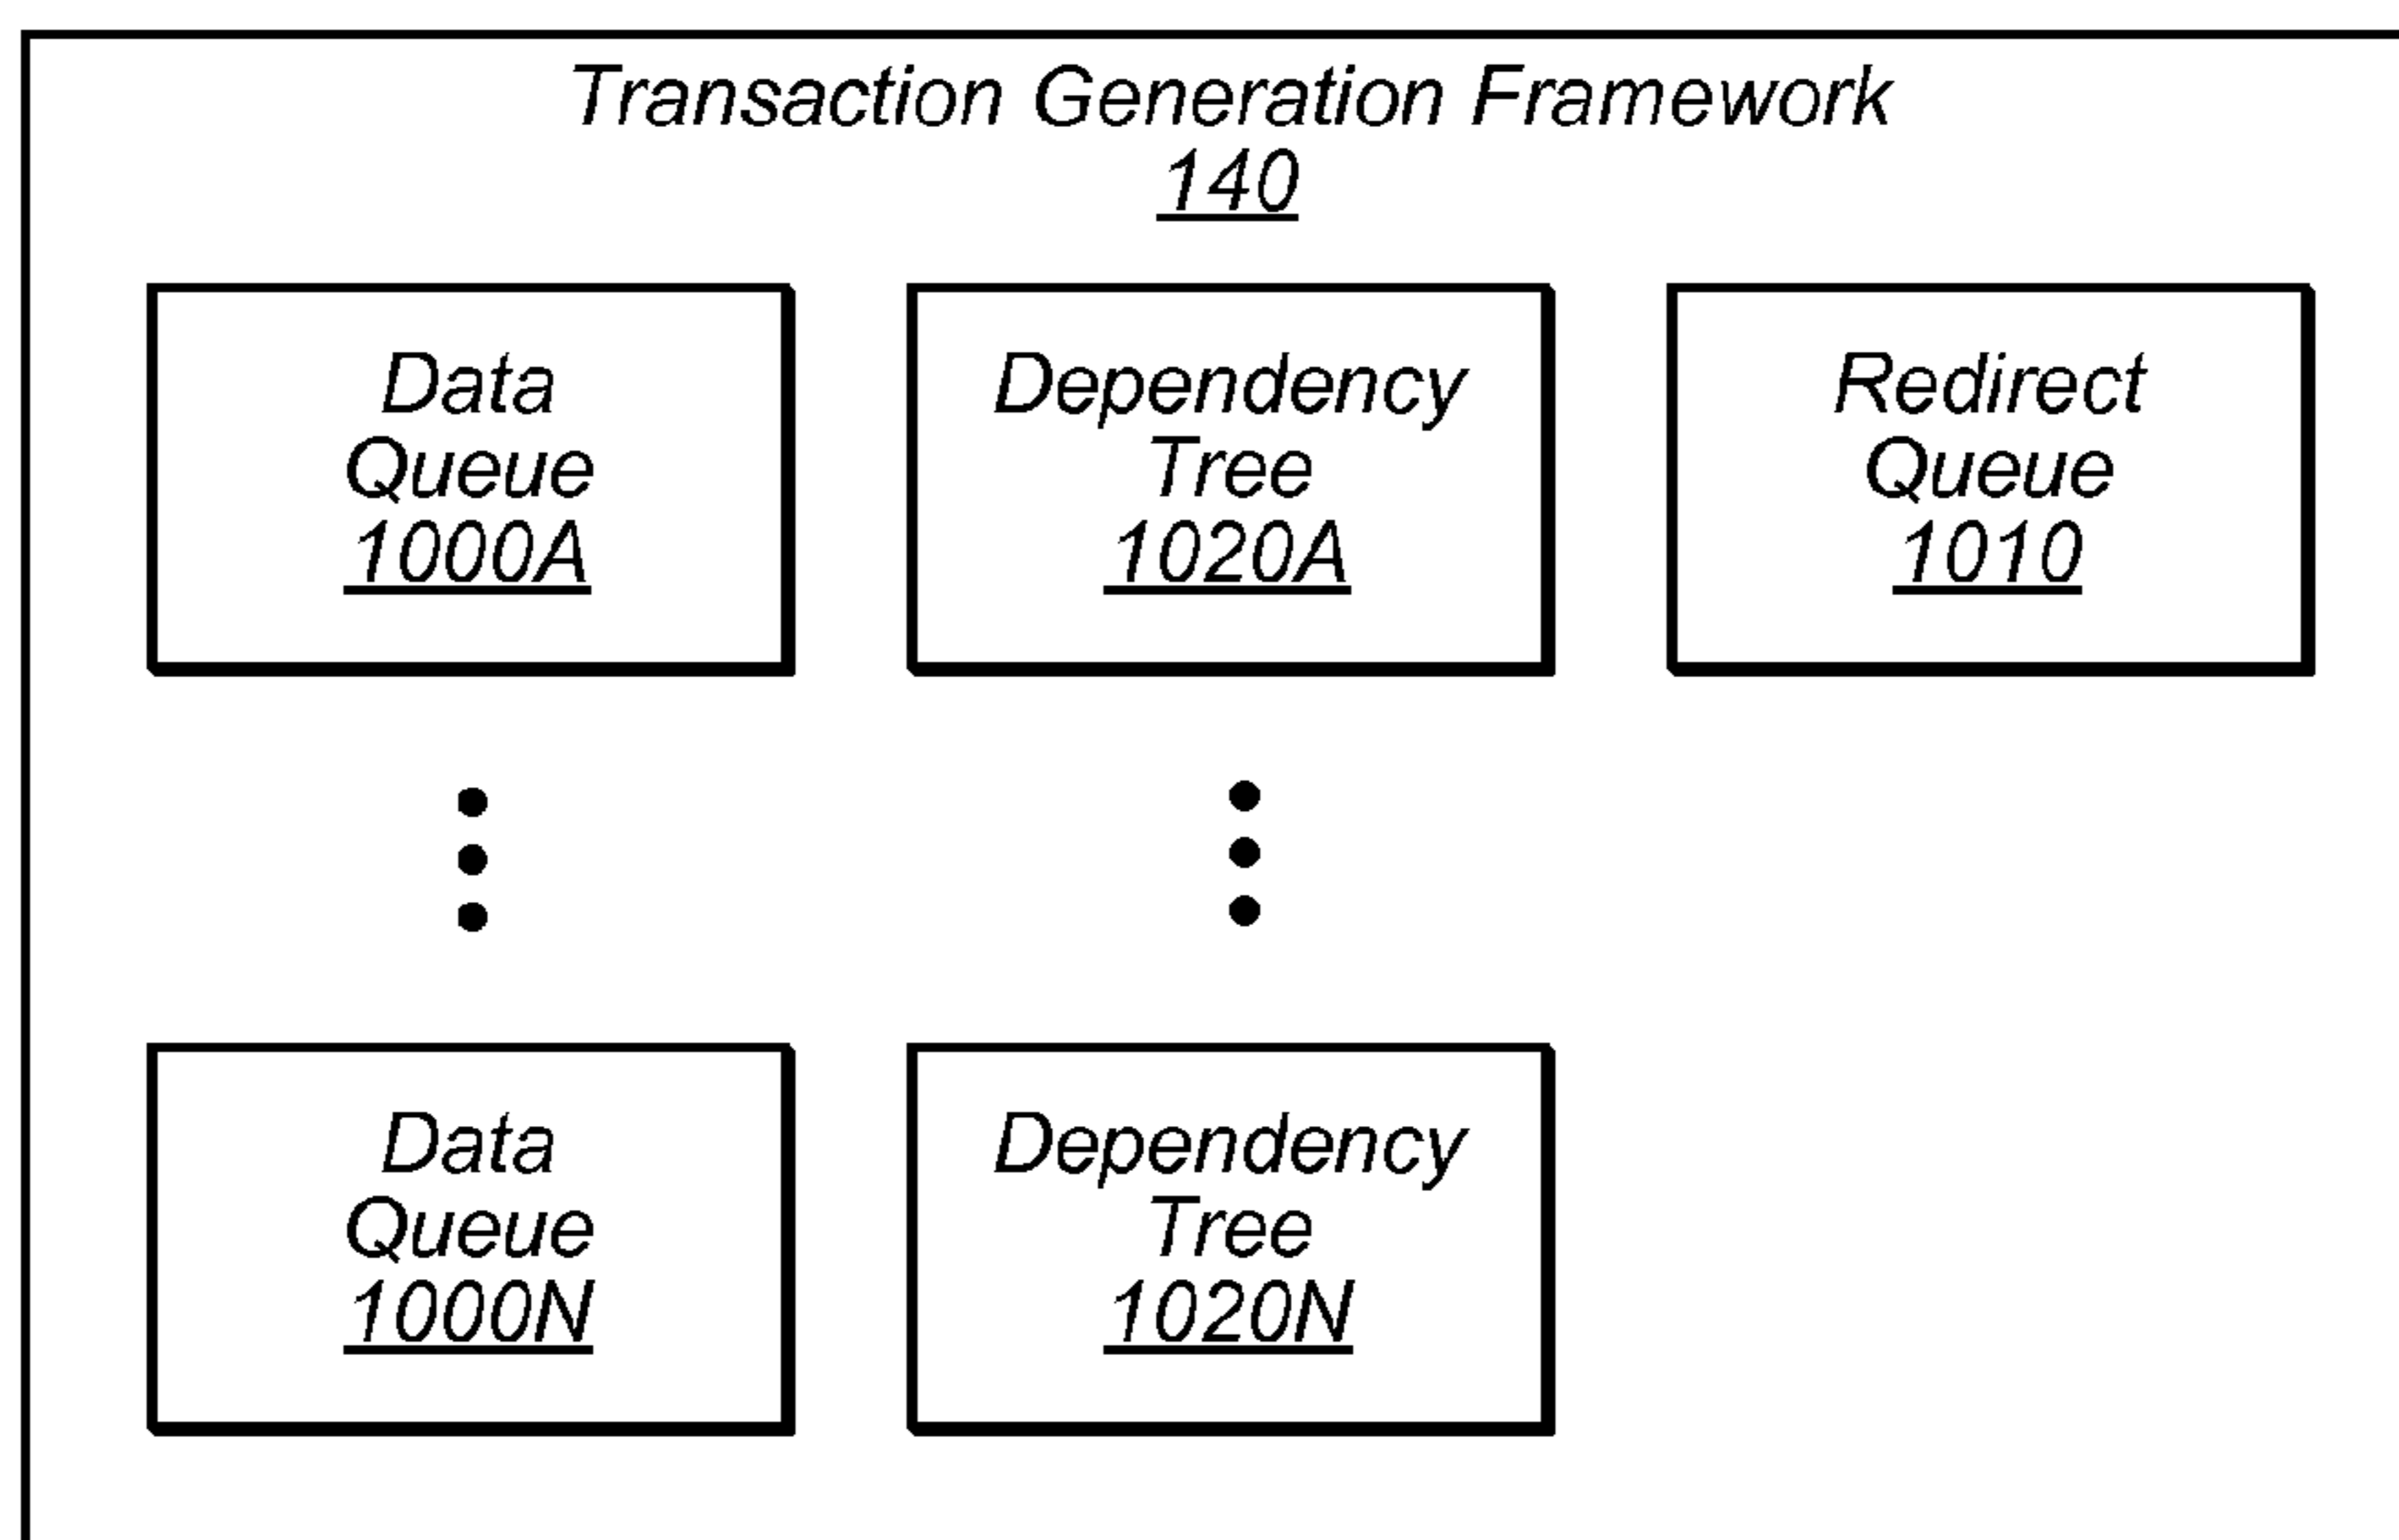 Transaction Generation Framework
140
Data
Queue
1000A
Dependency
Tree
1020A
Redirect
Queue
1010
Data
Queue
1000N
Dependency
Tree
1020N